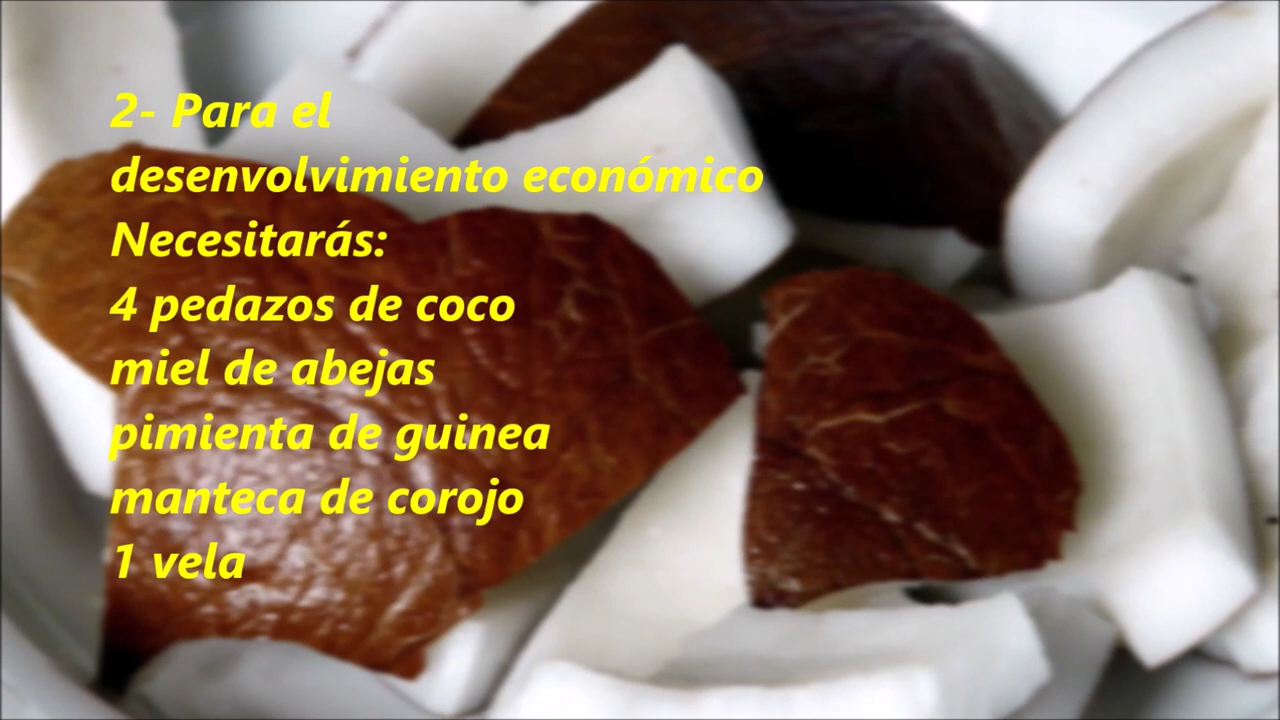 2- Para el
desenvolvimiento económico
Necesitarás:
4 pedazos de coco
miel de abejas
pimienta de guinea
manteca de corojo
1 vela